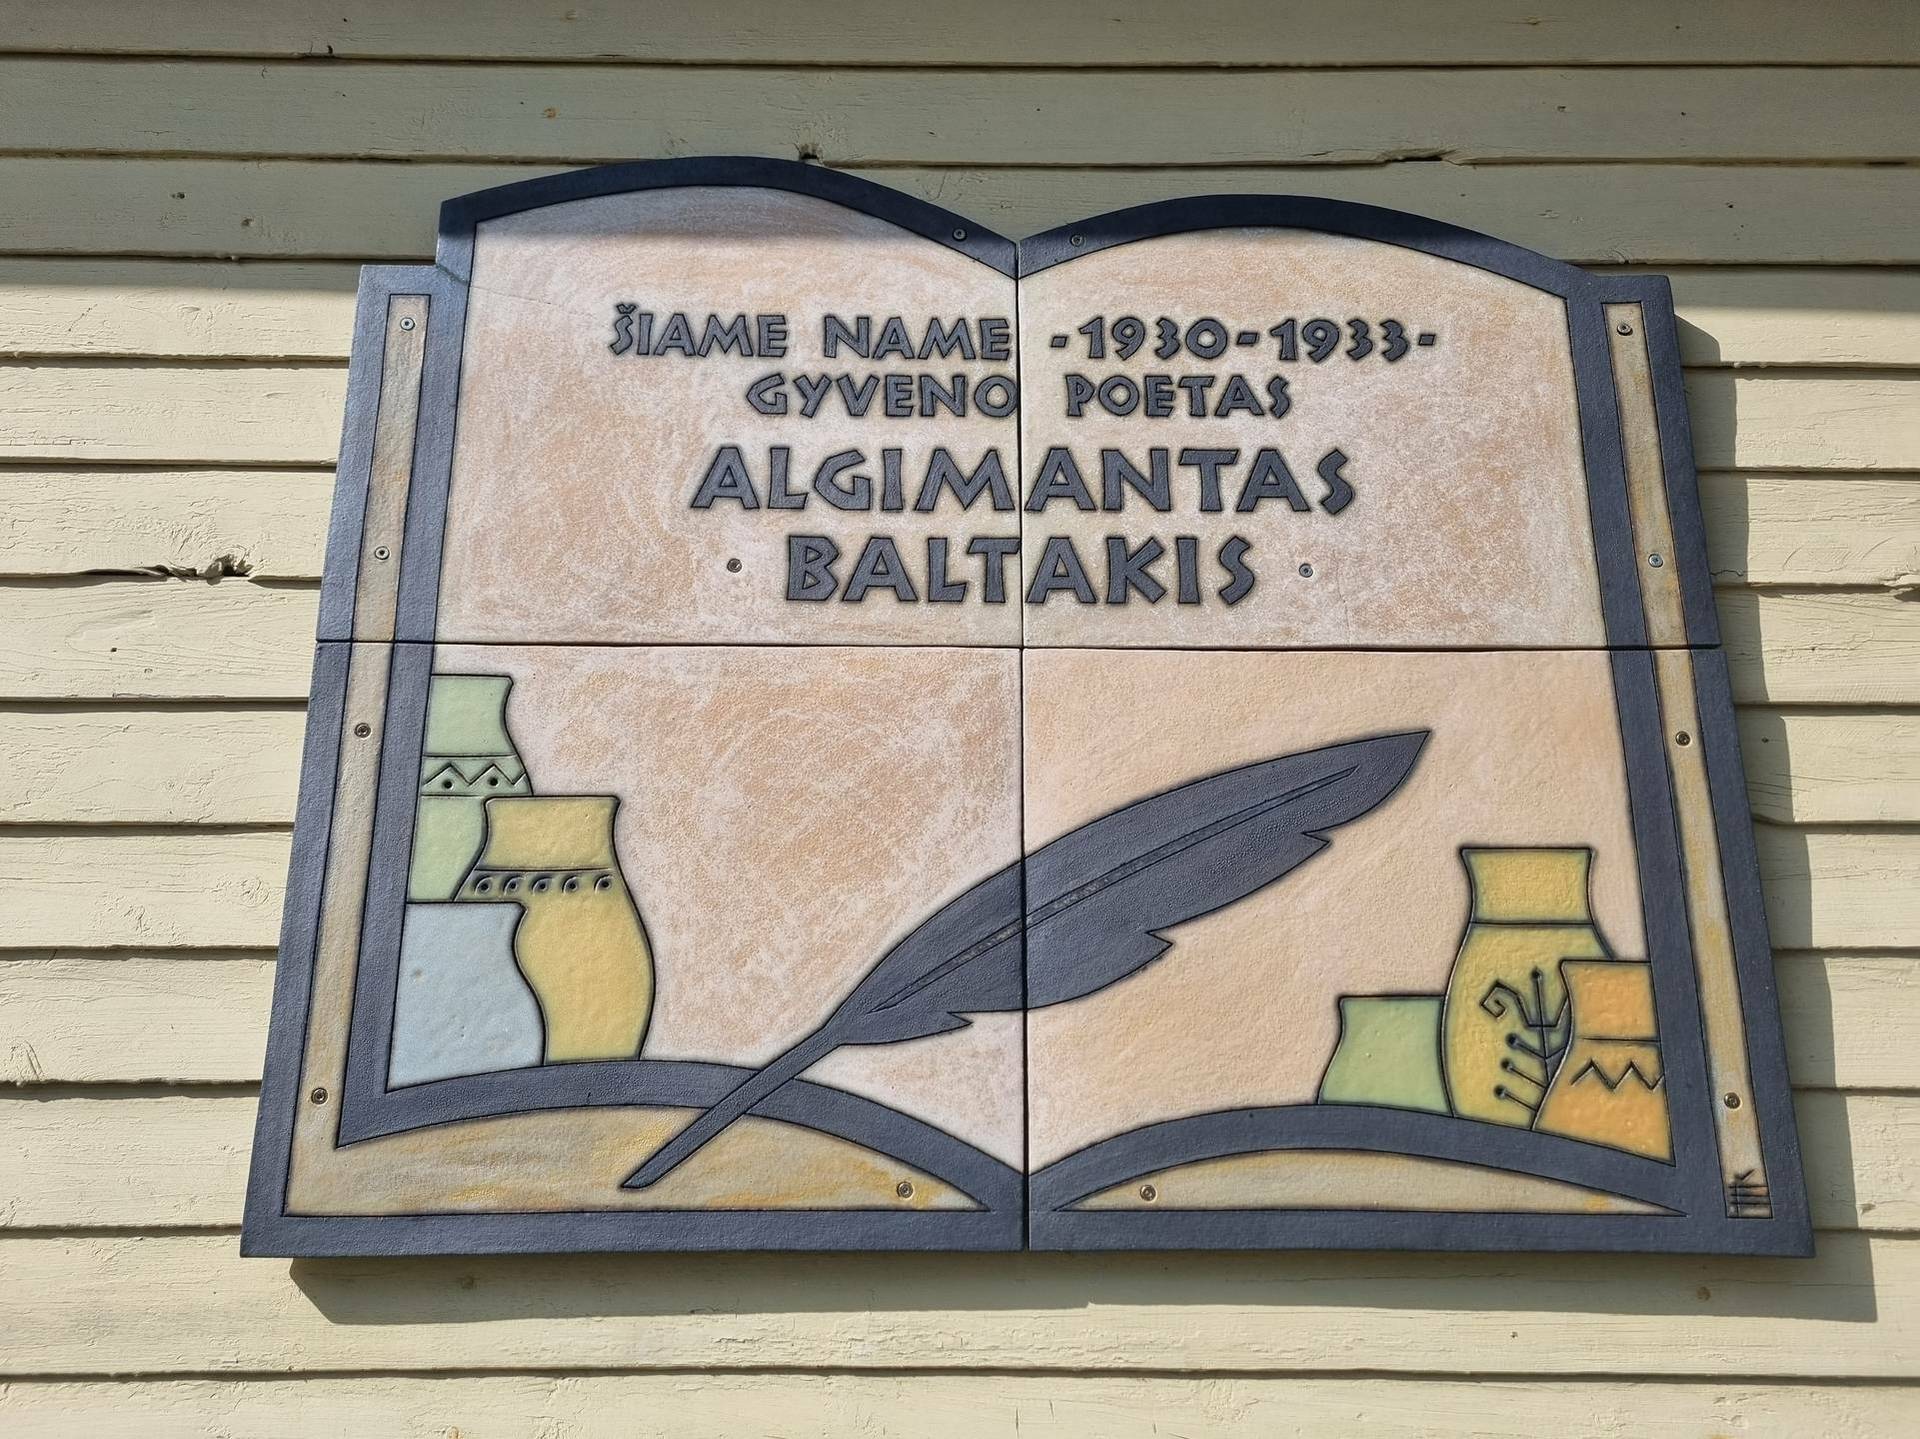 ŠIAME NAME -1930-1933-
GYVENO POETAS
ALGIMANTAS
BALTAKIS